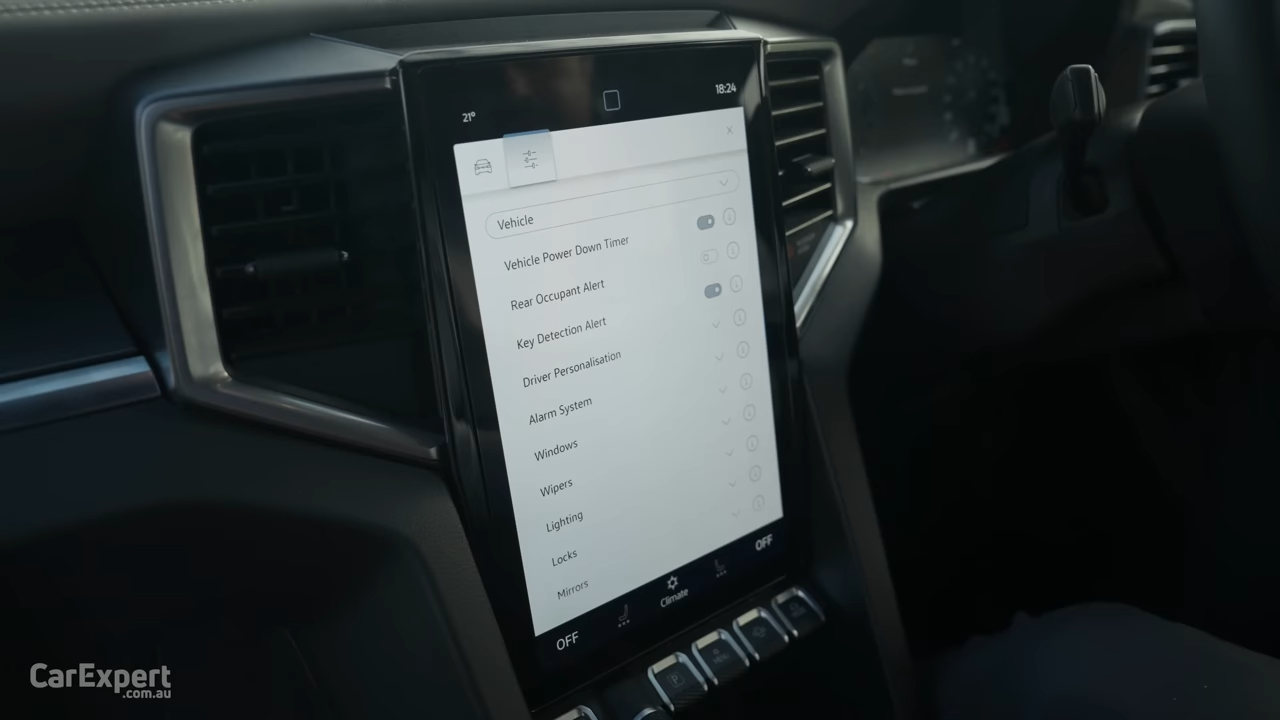 21°
18:24
Vehicle
Vehicle Power Down Timer
Rear Occupant Alert
Key Detection Alert
Driver Personalisation
Alarm System
Windows
Wipers
Lighting
Locks
Mirrors
OFF
Climate
OFF
P
MENU
CarExpert
.com.au